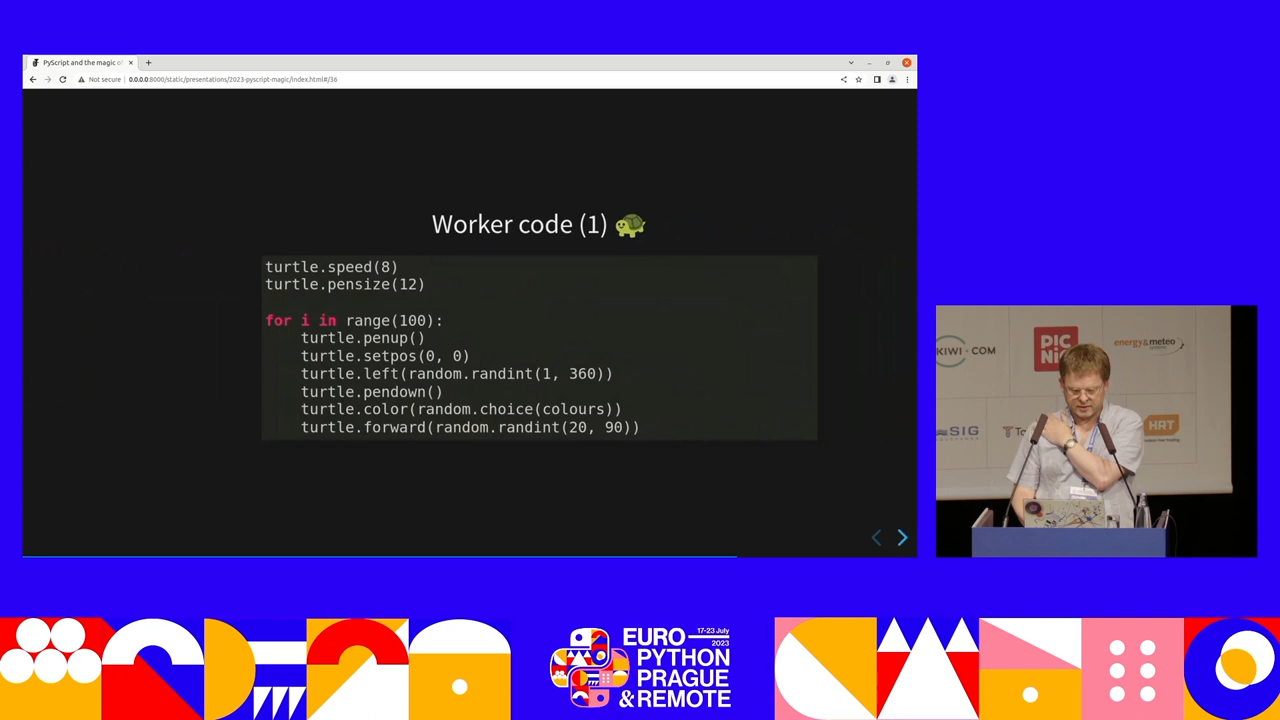 PyScript and the magic of
Not secure
0.0.0.0:8000/static/presentations/2023-pyscript-magic/index.html#/36
Worker code (1)
turtle.speed(8)
turtle.pensize(12)
for i in range(100):
turtle.penup()
turtle.setpos(0, 0)
turtle.left(random.randint(1, 360))
turtle.pendown()
turtle.color(random.choice(colours))
turtle.forward(random.randint(20, 90))
KIWI.COM
PIC
energy&meteo
SIG
HRT
17-23 July
2023
EURO
PYTHON
PRAGUE
& REMOTE